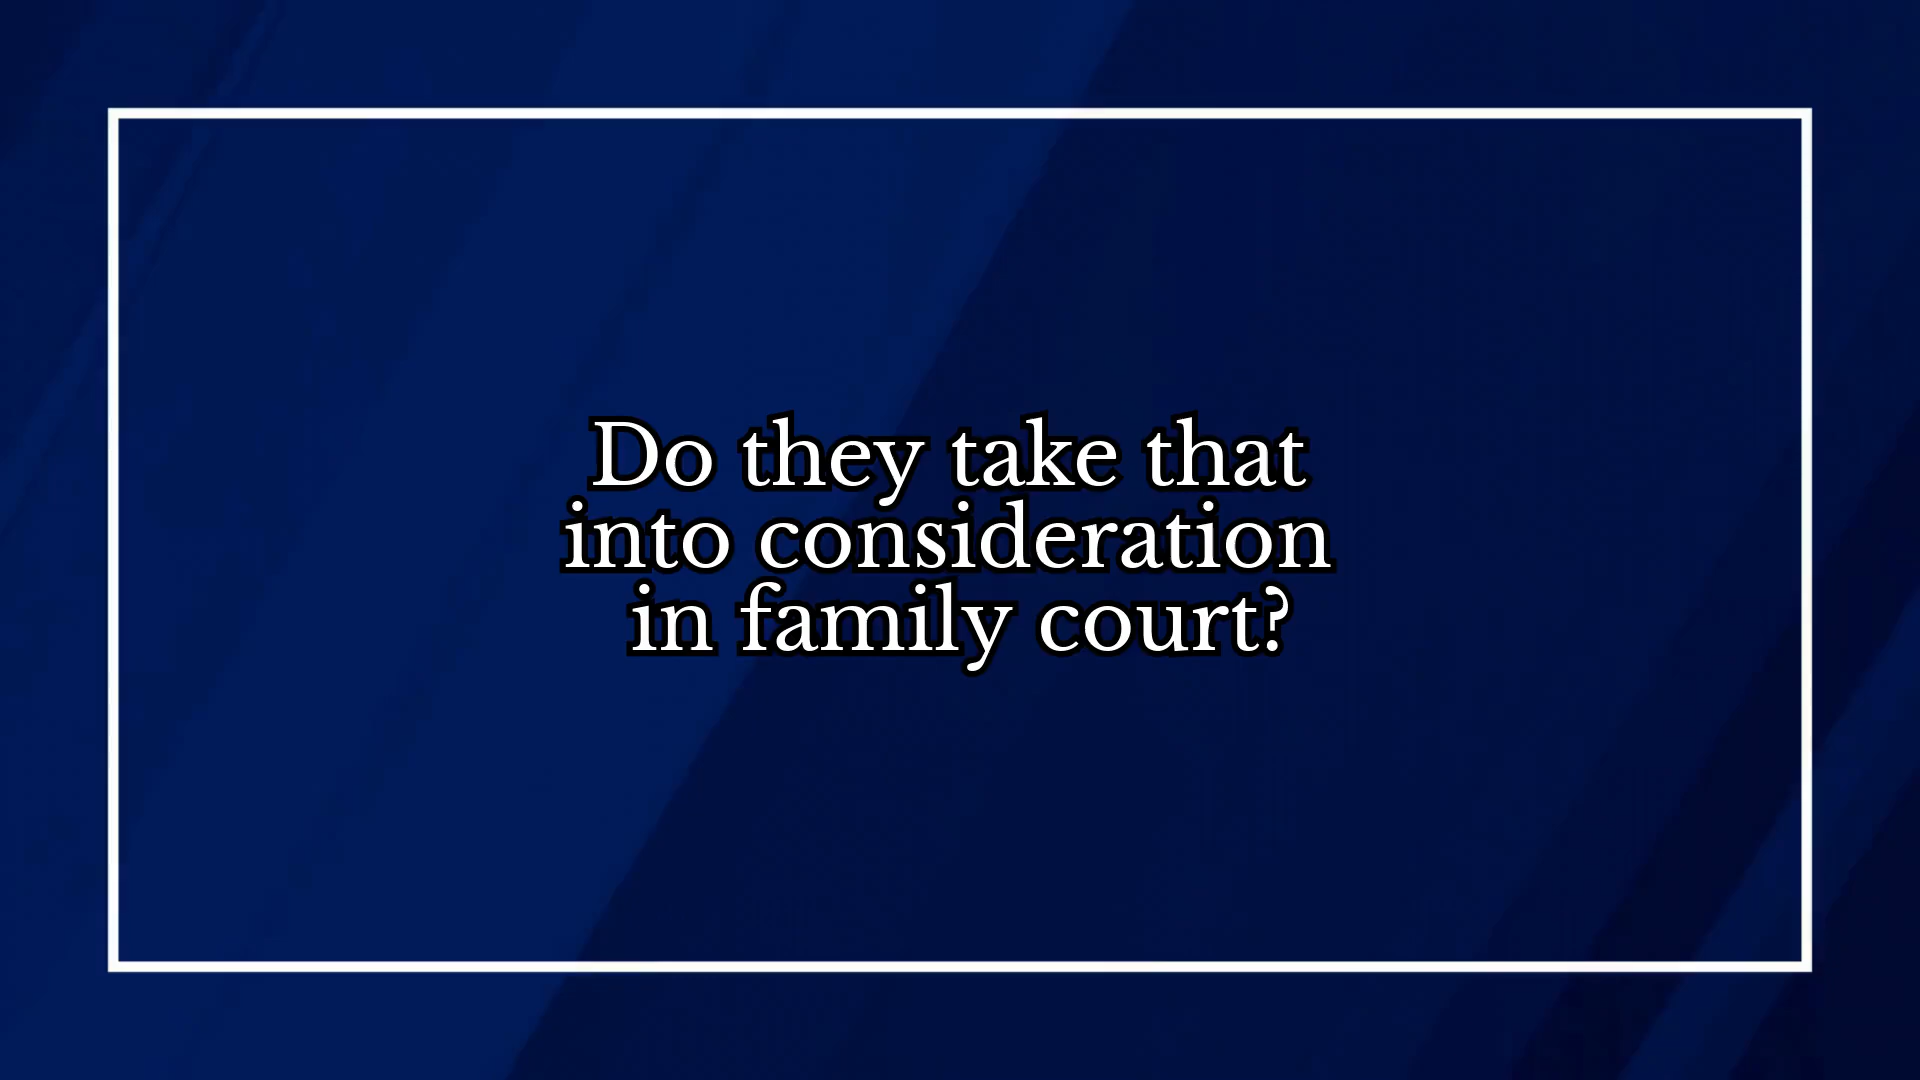 Do they take that
into consideration
in family court?